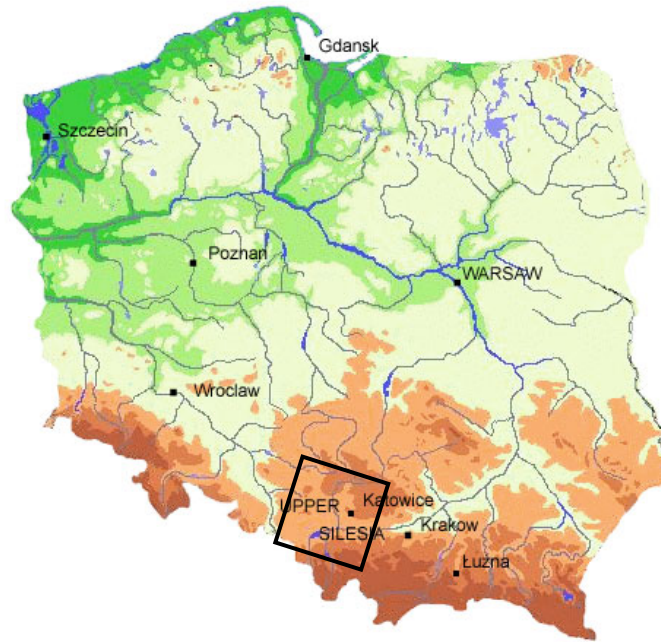 Gdansk
Szczecin
Poznan
WARSAW
Wroclaw
UPPER Katowice
SILESIA Krakow
Łużna